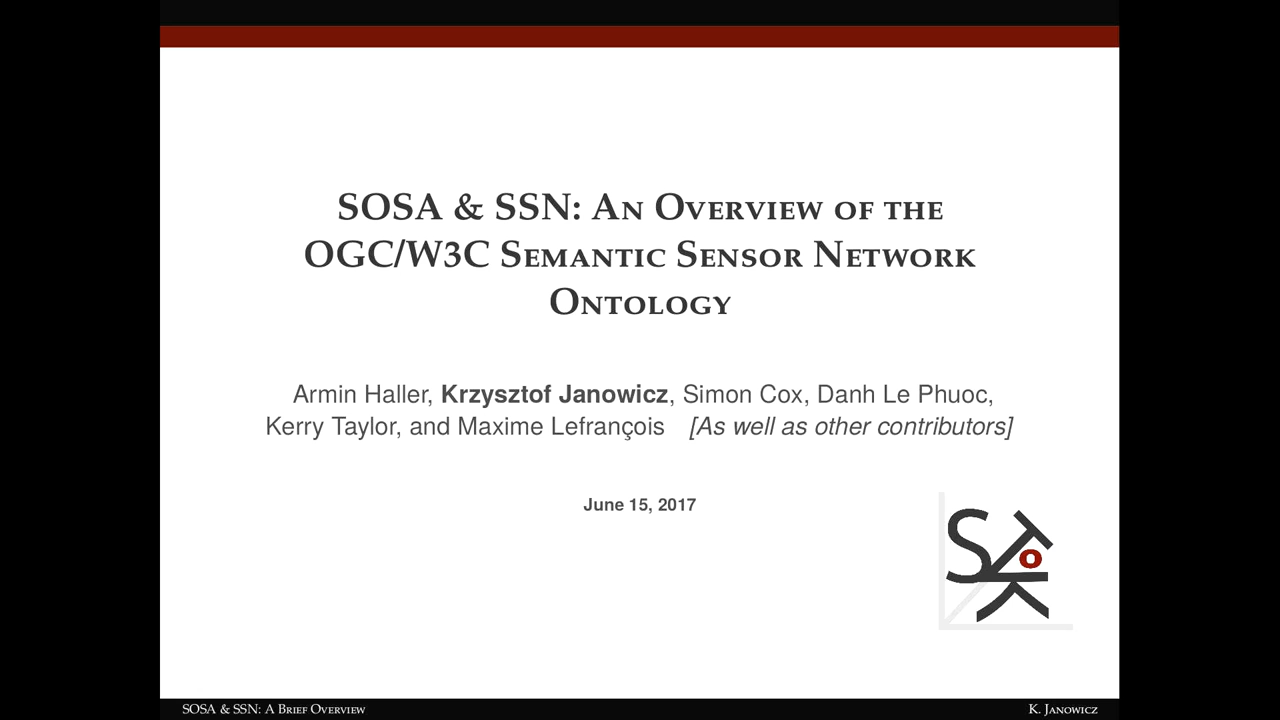 SOSA & SSN: An Overview of the
OGC/W3C Semantic Sensor Network
Ontology
Armin Haller, Krzysztof Janowicz, Simon Cox, Danh Le Phuoc,
Kerry Taylor, and Maxime Lefrançois [As well as other contributors]
June 15, 2017
STKo
SOSA & SSN: A Brief Overview
K. Janowicz